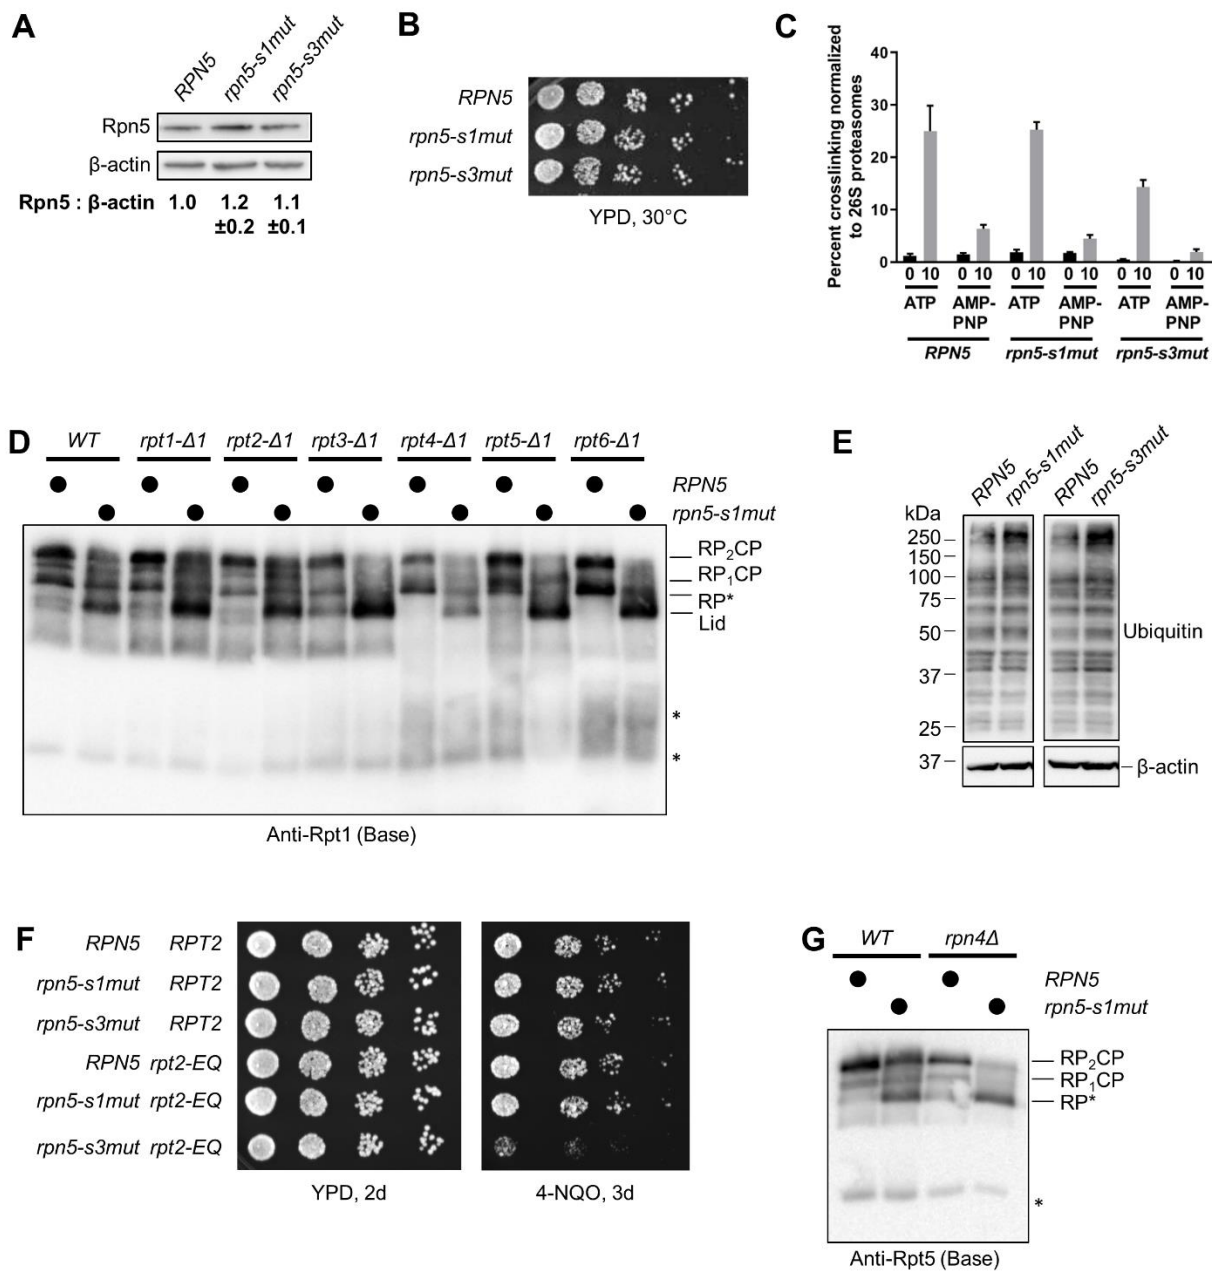 A
RPN5
rpn5-s1mut
rpn5-s3mut
Rpn5
β-actin
Rpn5 : β-actin 1.0 1.2 1.1
±0.2 ±0.1
B
RPN5
rpn5-s1mut
rpn5-s3mut
YPD, 30°C
C
Percent crosslinking normalized
to 26S proteasomes
40
30
20
10
0
0 10 0 10 0 10 0 10 0 10 0 10
ATP AMP-PNP ATP AMP-PNP ATP AMP-PNP
RPN5 rpn5-s1mut rpn5-s3mut
D
WT rpt1-Δ1 rpt2-Δ1 rpt3-Δ1 rpt4-Δ1 rpt5-Δ1 rpt6-Δ1
RPN5
rpn5-s1mut
RP₂CP
RP₁CP
RP*
Lid
*
*
Anti-Rpt1 (Base)
E
RPN5
rpn5-s1mut
RPN5
rpn5-s3mut
kDa
250
150
100
75
50
37
25
37
Ubiquitin
β-actin
F
RPN5 RPT2
rpn5-s1mut RPT2
rpn5-s3mut RPT2
RPN5 rpt2-EQ
rpn5-s1mut rpt2-EQ
rpn5-s3mut rpt2-EQ
YPD, 2d
4-NQO, 3d
G
WT rpn4Δ
RPN5
rpn5-s1mut
RP₂CP
RP₁CP
RP*
*
Anti-Rpt5 (Base)